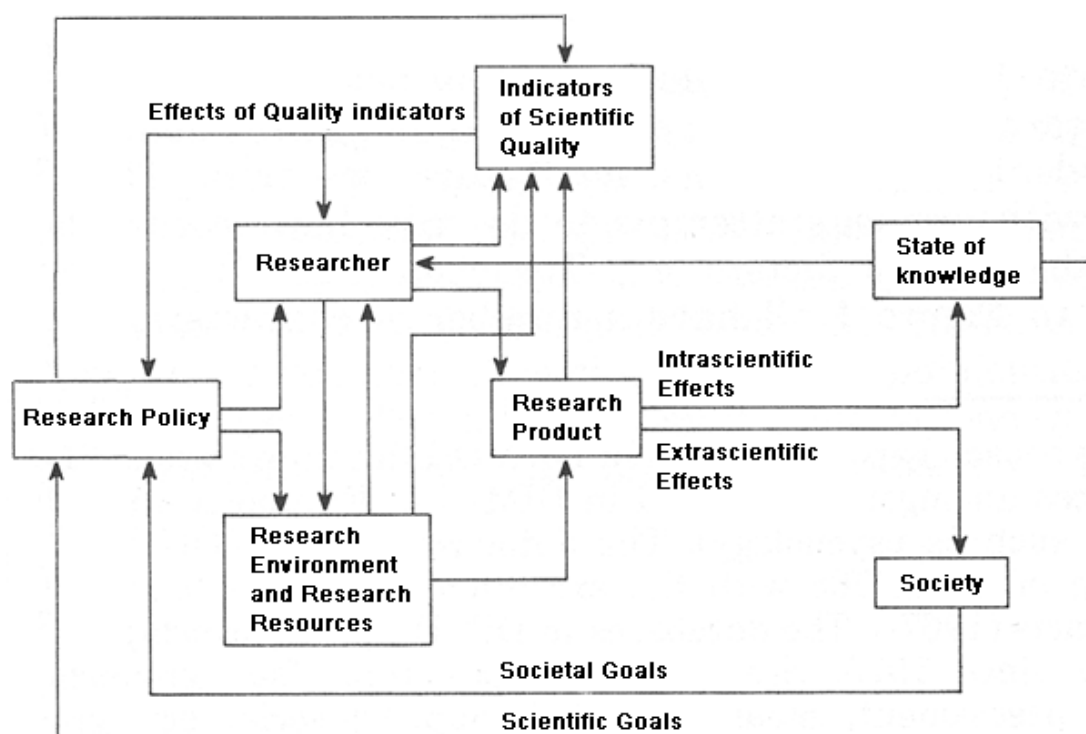 Indicators
of Scientific
Quality
Effects of Quality indicators
Researcher
State of
knowledge
Intrascientific
Effects
Research Policy
Research
Product
Extrascientific
Effects
Research
Environment
and Research
Resources
Society
Societal Goals
Scientific Goals